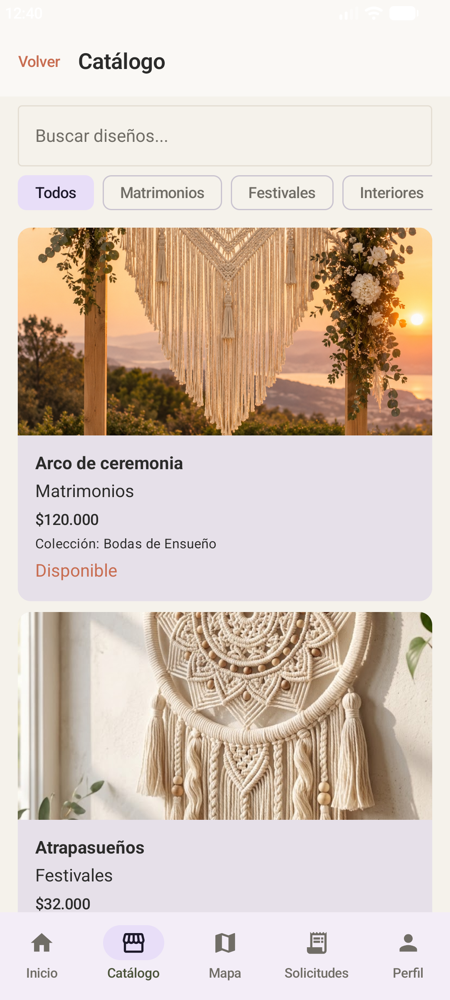 12:40
Volver
Catálogo
Buscar diseños...
Todos
Matrimonios
Festivales
Interiores
Arco de ceremonia
Matrimonios
$120.000
Colección: Bodas de Ensueño
Disponible
Atrapasueños
Festivales
$32.000
Inicio
Catálogo
Mapa
Solicitudes
Perfil